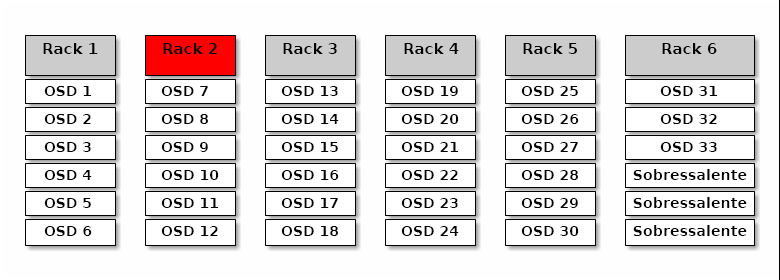 Rack 1 Rack 2 Rack 3 Rack 4 Rack 5 Rack 6
OSD 1 OSD 7 OSD 13 OSD 19 OSD 25 OSD 31
OSD 2 OSD 8 OSD 14 OSD 20 OSD 26 OSD 32
OSD 3 OSD 9 OSD 15 OSD 21 OSD 27 OSD 33
OSD 4 OSD 10 OSD 16 OSD 22 OSD 28 Sobressalente
OSD 5 OSD 11 OSD 17 OSD 23 OSD 29 Sobressalente
OSD 6 OSD 12 OSD 18 OSD 24 OSD 30 Sobressalente